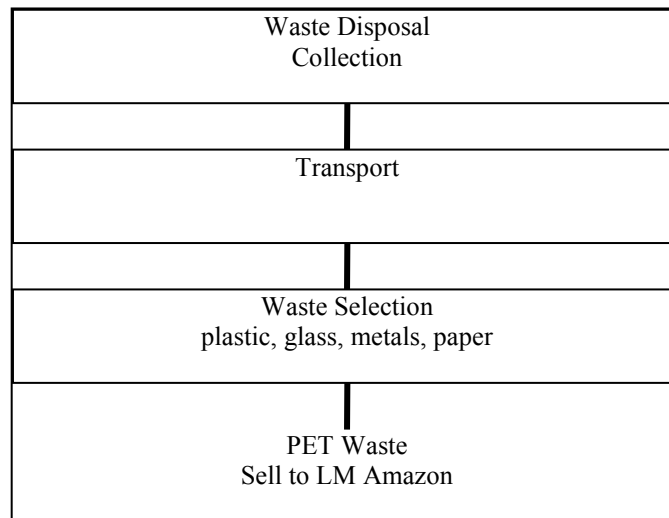 Waste Disposal
Collection
Transport
Waste Selection
plastic, glass, metals, paper
PET Waste
Sell to LM Amazon